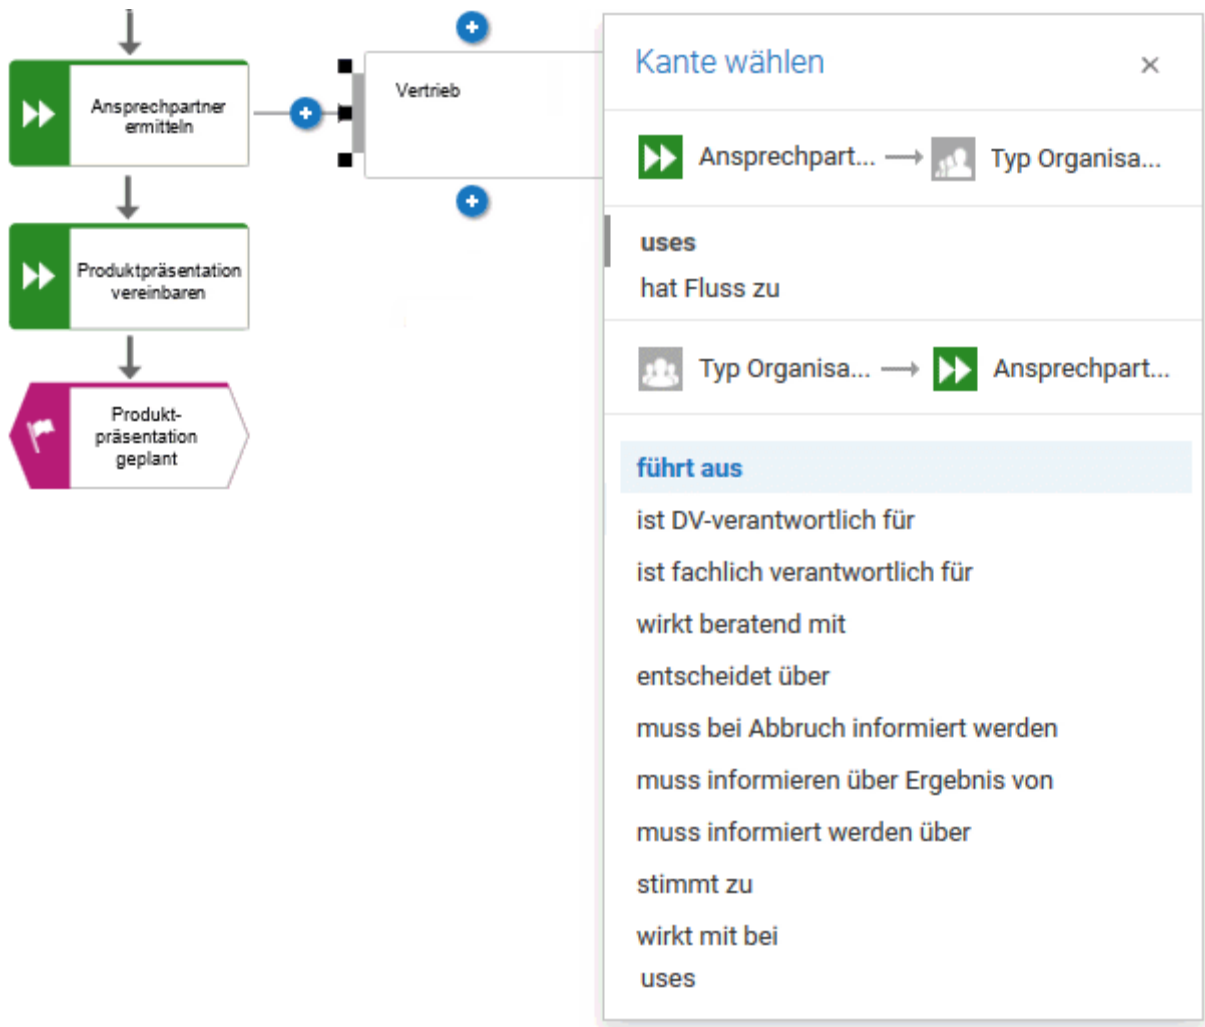 Ansprechpartner
ermitteln
Vertrieb
Produktpräsentation
vereinbaren
Produkt-
präsentation
geplant
Kante wählen
Ansprechpart... Typ Organisa...
uses
hat Fluss zu
Typ Organisa... Ansprechpart...
führt aus
ist DV-verantwortlich für
ist fachlich verantwortlich für
wirkt beratend mit
entscheidet über
muss bei Abbruch informiert werden
muss informieren über Ergebnis von
muss informiert werden über
stimmt zu
wirkt mit bei
uses